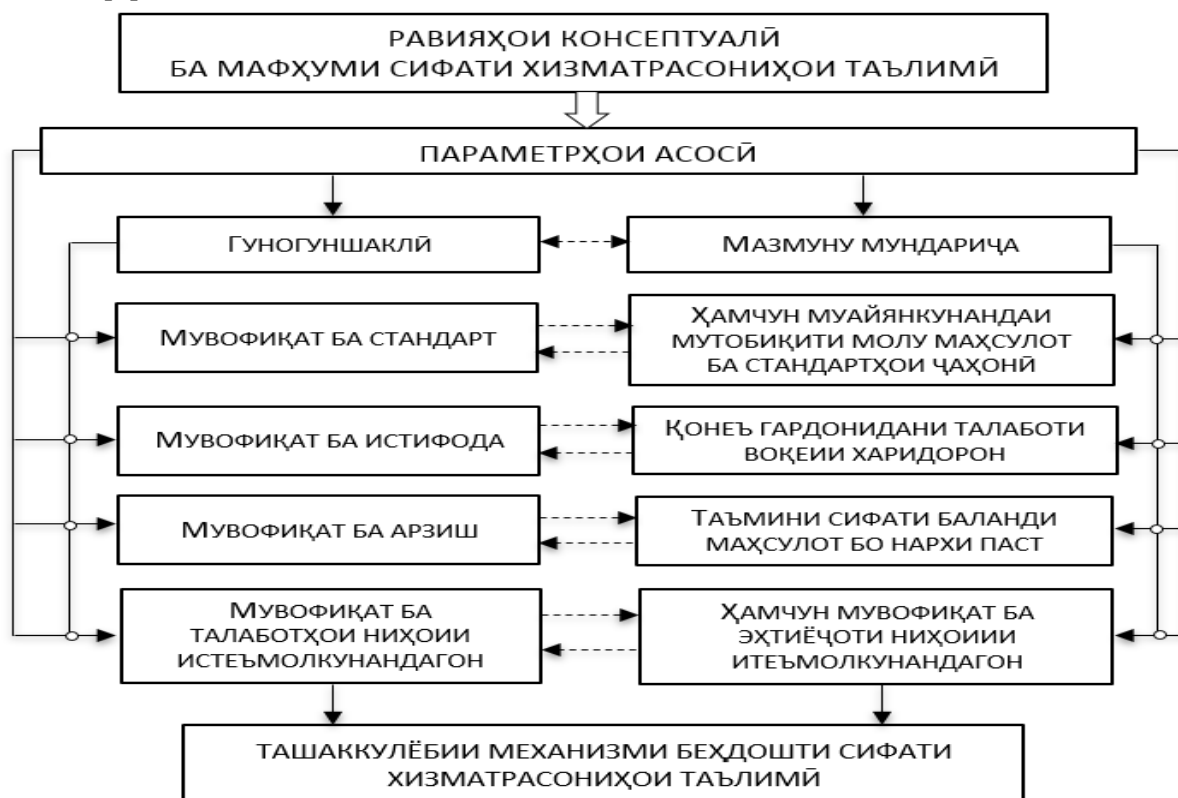 РАВИЯҲОИ КОНСЕПТУАЛӢ
БА МАФҲУМИ СИФАТИ ХИЗМАТРАСОНИҲОИ ТАЪЛИМӢ
ПАРАМЕТРҲОИ АСОСӢ
ГУНОГУНШАКЛӢ
МАЗМУНУ МУНДАРИҶА
МУВОФИҚАТ БА СТАНДАРТ
ҲАМЧУН МУАЙЯНКУНАНДАИ
МУТОБИҚИТИ МОЛУ МАҲСУЛОТ
БА СТАНДАРТҲОИ ҶАҲОНӢ
МУВОФИҚАТ БА ИСТИФОДА
ҚОНЕЪ ГАРДОНИДАНИ ТАЛАБОТИ
ВОҚЕИИ ХАРИДОРОН
МУВОФИҚАТ БА АРЗИШ
ТАЪМИНИ СИФАТИ БАЛАНДИ
МАҲСУЛОТ БО НАРХИ ПАСТ
МУВОФИҚАТ БА
ТАЛАБОТҲОИ НИҲОИИ
ИСТЕЪМОЛКУНАНДАГОН
ҲАМЧУН МУВОФИҚАТ БА
ЭҲТИЁҶОТИ НИҲОИИИ
ИТЕЪМОЛКУНАНДАГОН
ТАШАККУЛЁБИИ МЕХАНИЗМИ БЕҲДОШТИ СИФАТИ
ХИЗМАТРАСОНИҲОИ ТАЪЛИМӢ